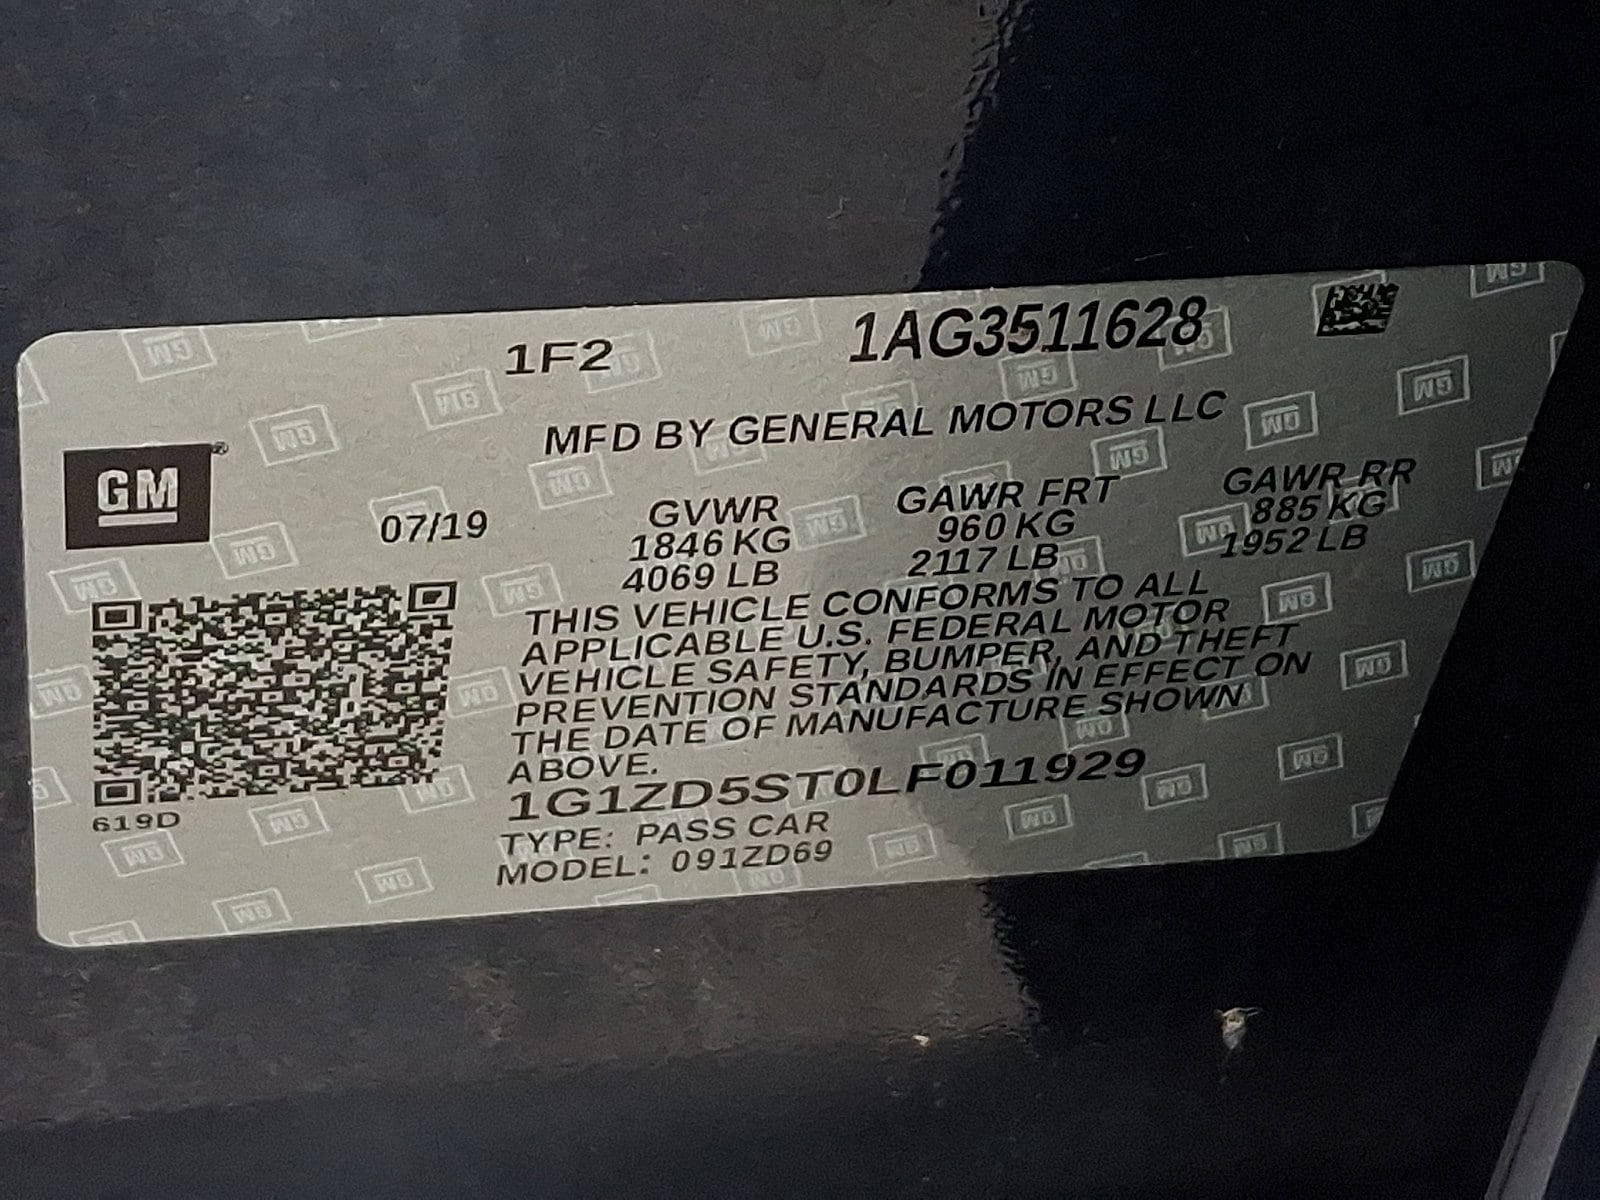 1F2 1AG3511628
MFD BY GENERAL MOTORS LLC
GM
07/19
GVWR GAWR FRT GAWR RR
1846 KG 960 KG 885 KG
4069 LB 2117 LB 1952 LB
THIS VEHICLE CONFORMS TO ALL
APPLICABLE U.S. FEDERAL MOTOR
VEHICLE SAFETY, BUMPER, AND THEFT
PREVENTION STANDARDS IN EFFECT ON
THE DATE OF MANUFACTURE SHOWN
ABOVE.
1G1ZD5ST0LF011929
619D
TYPE: PASS CAR
MODEL: 091ZD69